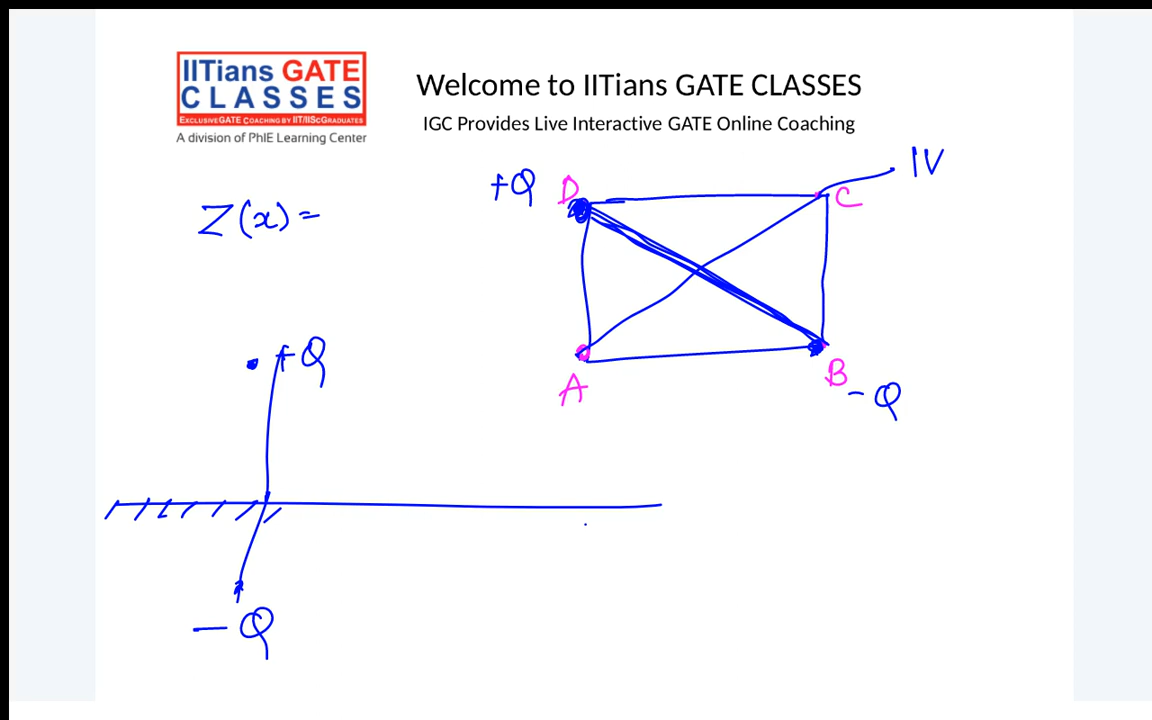 IITians GATE
CLASSES
EXCLUSIVE GATE COACHING BY IIT/IISC GRADUATES
A division of PhIE Learning Center
Welcome to IITians GATE CLASSES
IGC Provides Live Interactive GATE Online Coaching
+Q
D
C
1V
Z(x)=
+Q
A
B
-Q
-Q